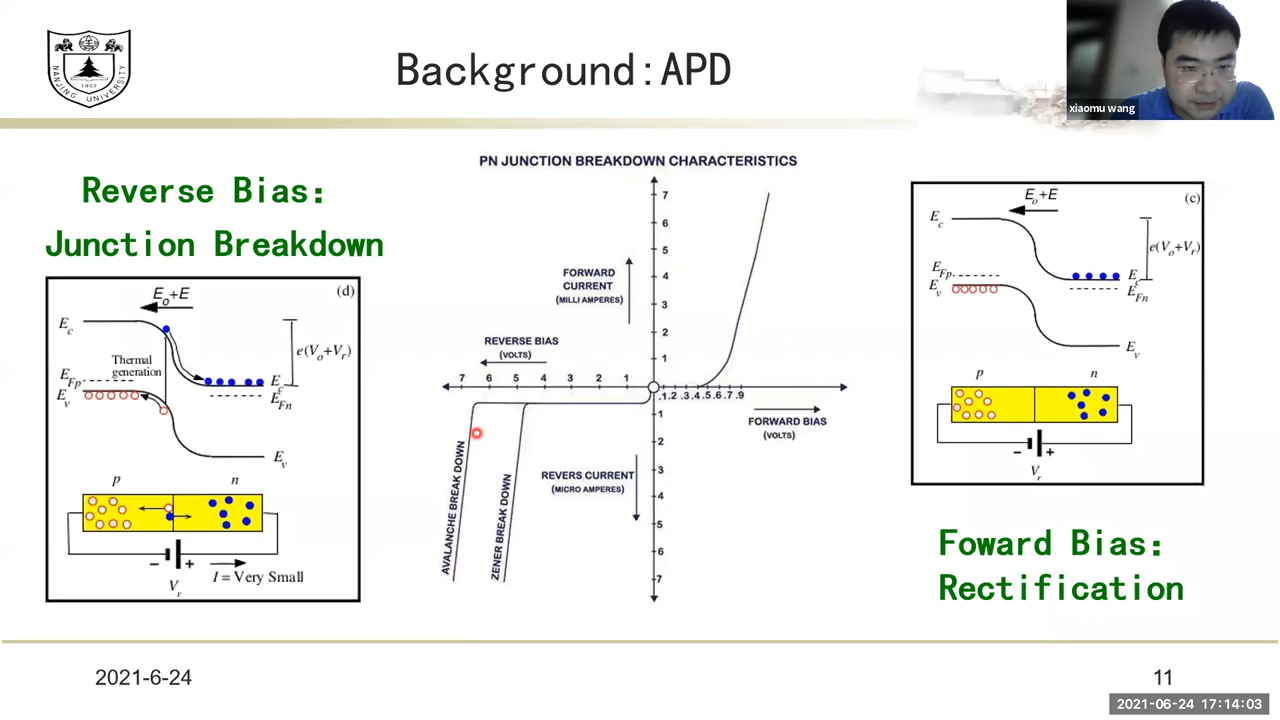 Background:APD
xiaomu wang
NANJING UNIVERSITY
1902
Reverse Bias:
Junction Breakdown
(d)
Eo+E
Ec
e(Vo+Vr)
Thermal
generation
EFp
Ev
Ec
EFn
Ev
p
n
− +
I = Very Small
Vr
PN JUNCTION BREAKDOWN CHARACTERISTICS
7
6
5
4
3
2
1
FORWARD
CURRENT
(MILLI AMPERES)
REVERSE BIAS
(VOLTS)
7 6 5 4 3 2 1
.1 .2 .3 .4 .5 .6 .7 .8 .9
FORWARD BIAS
(VOLTS)
1
2
3
4
5
6
7
REVERS CURRENT
(MICRO AMPERES)
AVALANCHE BREAK DOWN
ZENER BREAK DOWN
(c)
Eo+E
Ec
e(Vo+Vr)
EFp
Ev
Ec
EFn
Ev
p
n
− +
Vr
Foward Bias:
Rectification
2021-6-24
11
2021-06-24 17:14:03